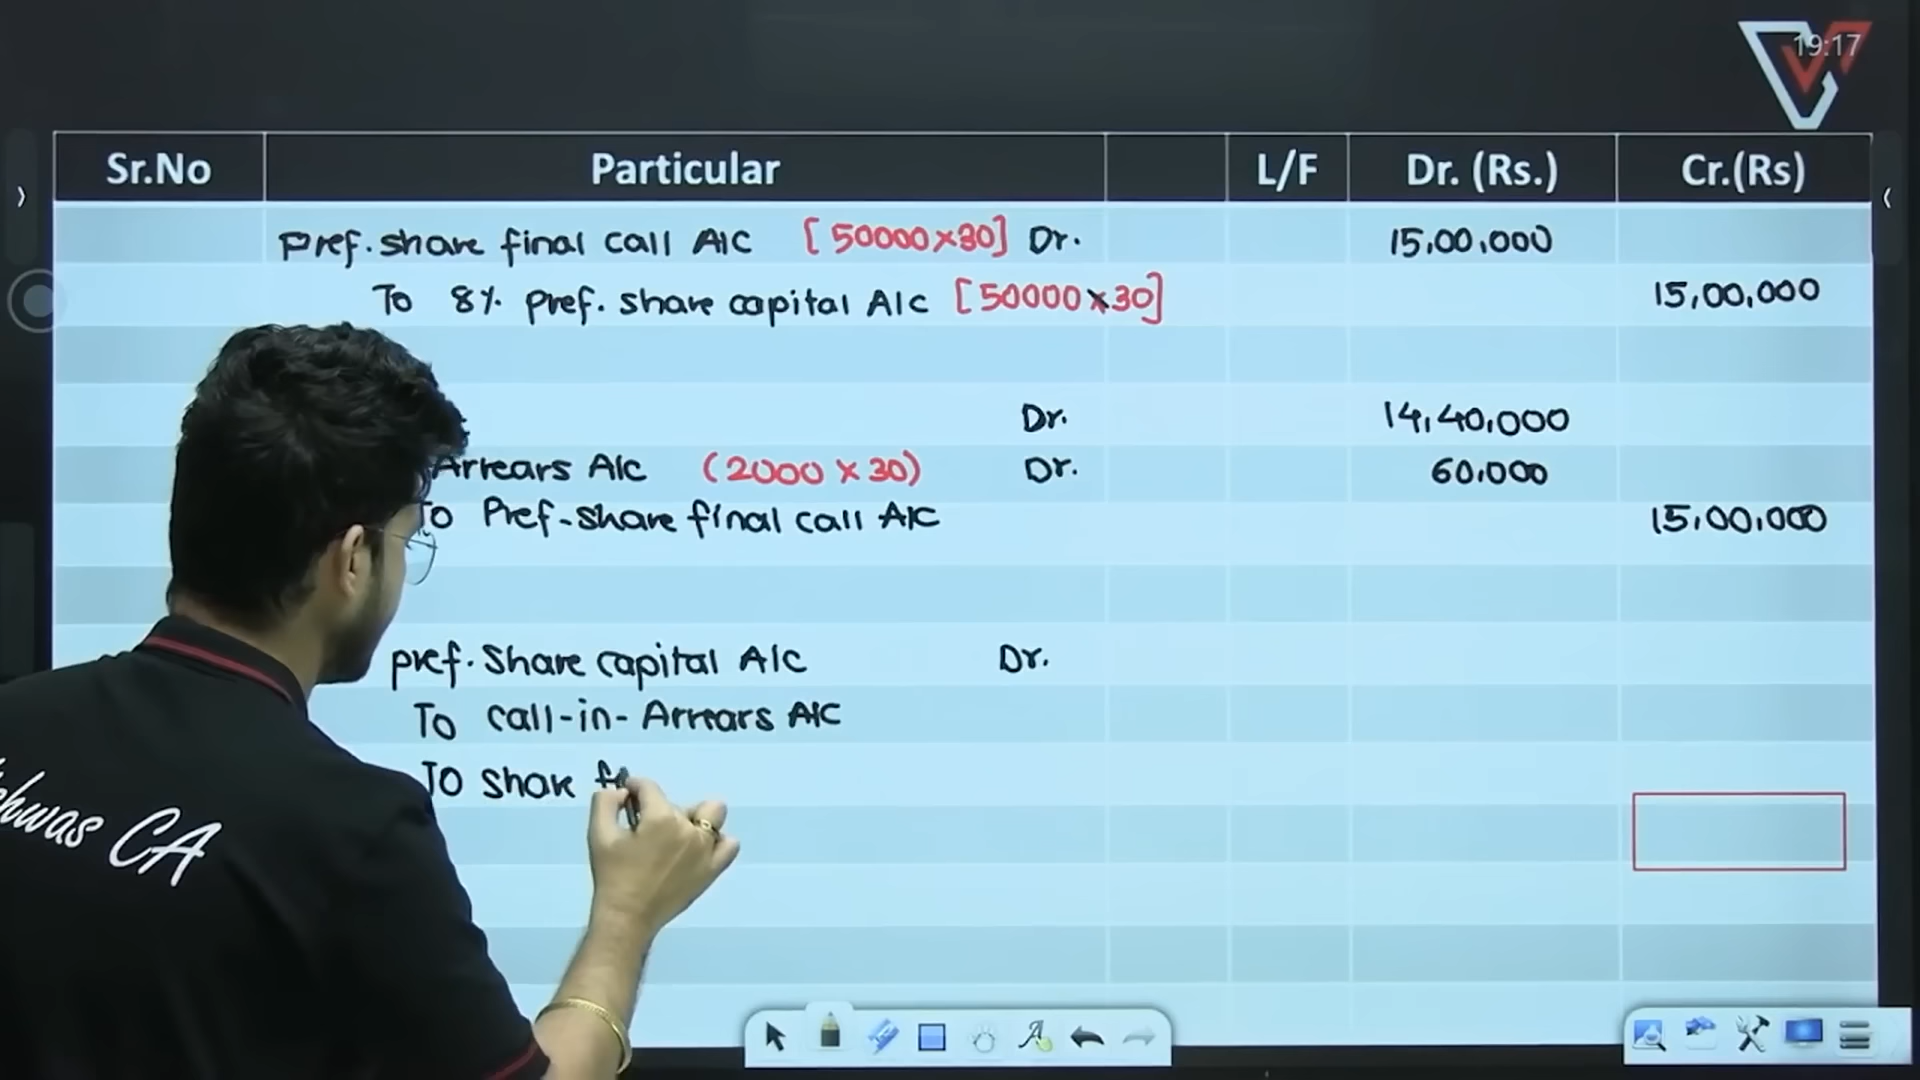 19:17
Sr.No Particular L/F Dr. (Rs.) Cr.(Rs)
Pref. share final call A/C [50000×30] Dr. 15,00,000
To 8% Pref. share capital A/C [50000×30] 15,00,000
Dr. 14,40,000
Arrears A/c (2000 × 30) Dr. 60,000
To Pref-share final call A/C 15,00,000
pref. Share capital A/C Dr.
To call-in-Arrears A/C
To share
CA